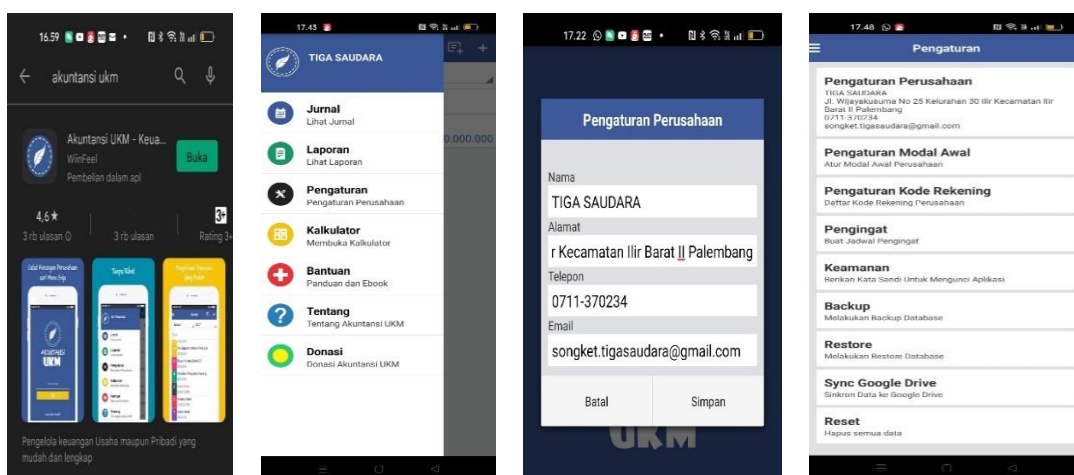 16.59
akuntansi ukm
Akuntansi UKM - Keua...
WinFeel
Pembelian dalam apl
Buka
4,6★
3 rb ulasan
3 rb ulasan
3+
Rating 3+
AKUNTANSI
UKM
Pengelola keuangan Usaha maupun Pribadi yang
mudah dan lengkap
17.45
TIGA SAUDARA
Jurnal
Lihat Jurnal
0.000,000
Laporan
Lihat Laporan
Pengaturan
Pengaturan Perusahaan
Kalkulator
Membuka Kalkulator
Bantuan
Panduan dan Ebook
Tentang
Tentang Akuntansi UKM
Donasi
Donasi Akuntansi UKM
17.22
Pengaturan Perusahaan
Nama
TIGA SAUDARA
Alamat
r Kecamatan Ilir Barat II Palembang
Telepon
0711-370234
Email
songket.tigasaudara@gmail.com
Batal
Simpan
UKM
17.48
Pengaturan
Pengaturan Perusahaan
TIGA SAUDARA
Jl. Wijayakusuma No 25 Kelurahan 30 Ilir Kecamatan Ilir
Barat II Palembang
0711-370234
songket.tigasaudara@gmail.com
Pengaturan Modal Awal
Atur Modal Awal Perusahaan
Pengaturan Kode Rekening
Daftar Kode Rekening Perusahaan
Pengingat
Buat Jadwal Pengingat
Keamanan
Berikan Kata Sandi Untuk Mengunci Aplikasi
Backup
Melakukan Backup Database
Restore
Melakukan Restore Database
Sync Google Drive
Sinkron Data ke Google Drive
Reset
Hapus semua data